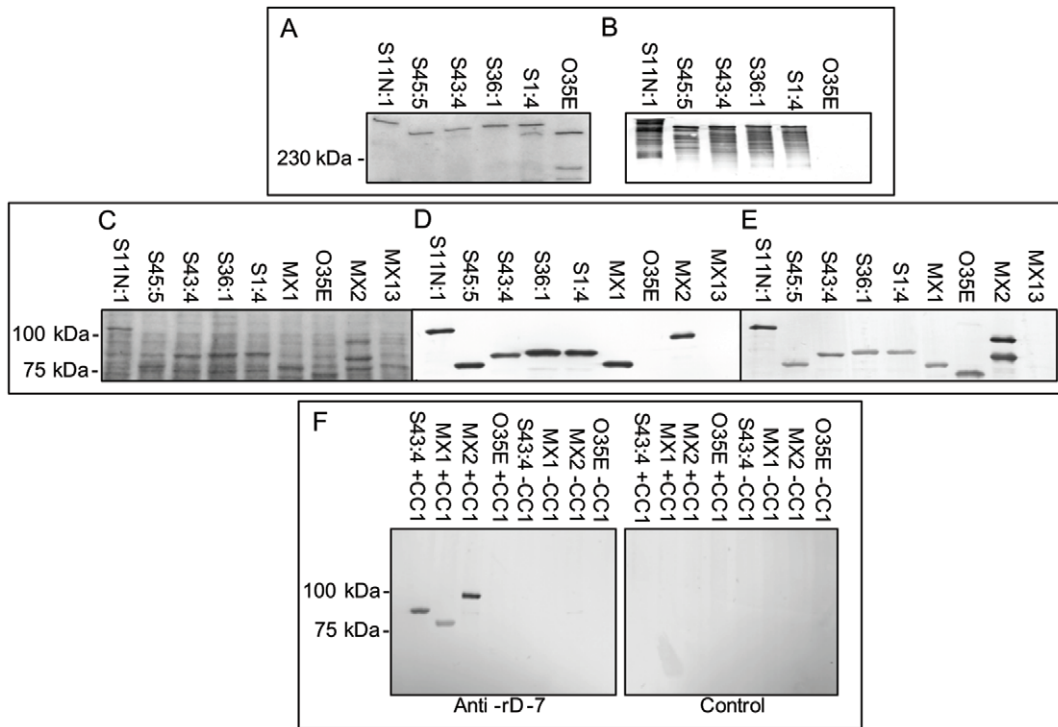 A
S11N:1
S45:5
S43:4
S36:1
S1:4
O35E
230 kDa -
B
S11N:1
S45:5
S43:4
S36:1
S1:4
O35E
C
S11N:1
S45:5
S43:4
S36:1
S1:4
MX1
O35E
MX2
MX13
100 kDa -
75 kDa-
D
S11N:1
S45:5
S43:4
S36:1
S1:4
MX1
O35E
MX2
MX13
E
S11N:1
S45:5
S43:4
S36:1
S1:4
MX1
O35E
MX2
MX13
F
S43:4 +CC1
MX1 +CC1
MX2 +CC1
O35E +CC1
S43:4 -CC1
MX1 -CC1
MX2 -CC1
O35E -CC1
S43:4 +CC1
MX1 +CC1
MX2 +CC1
O35E +CC1
S43:4 -CC1
MX1 -CC1
MX2 -CC1
O35E -CC1
100 kDa -
75 kDa-
Anti -rD -7
Control